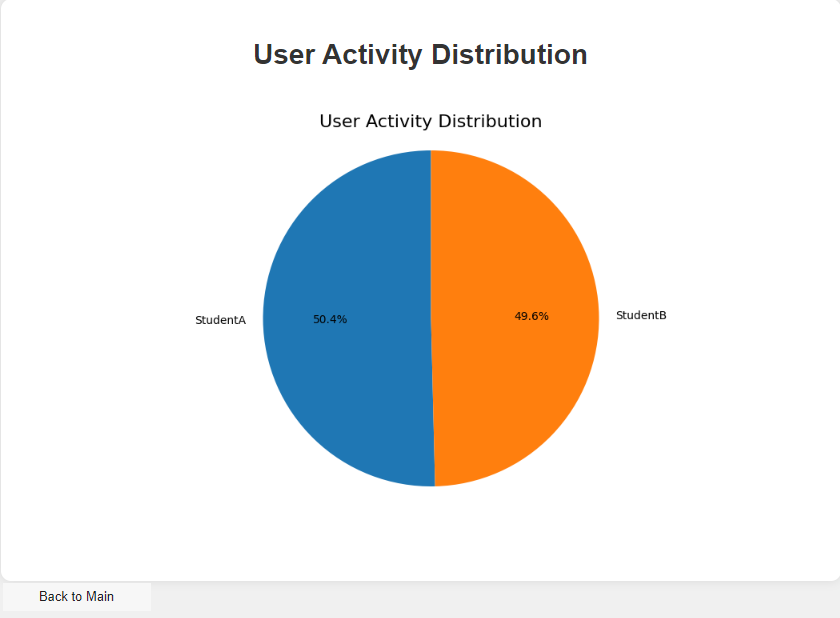 User Activity Distribution
User Activity Distribution
StudentA
50.4%
49.6%
StudentB
Back to Main